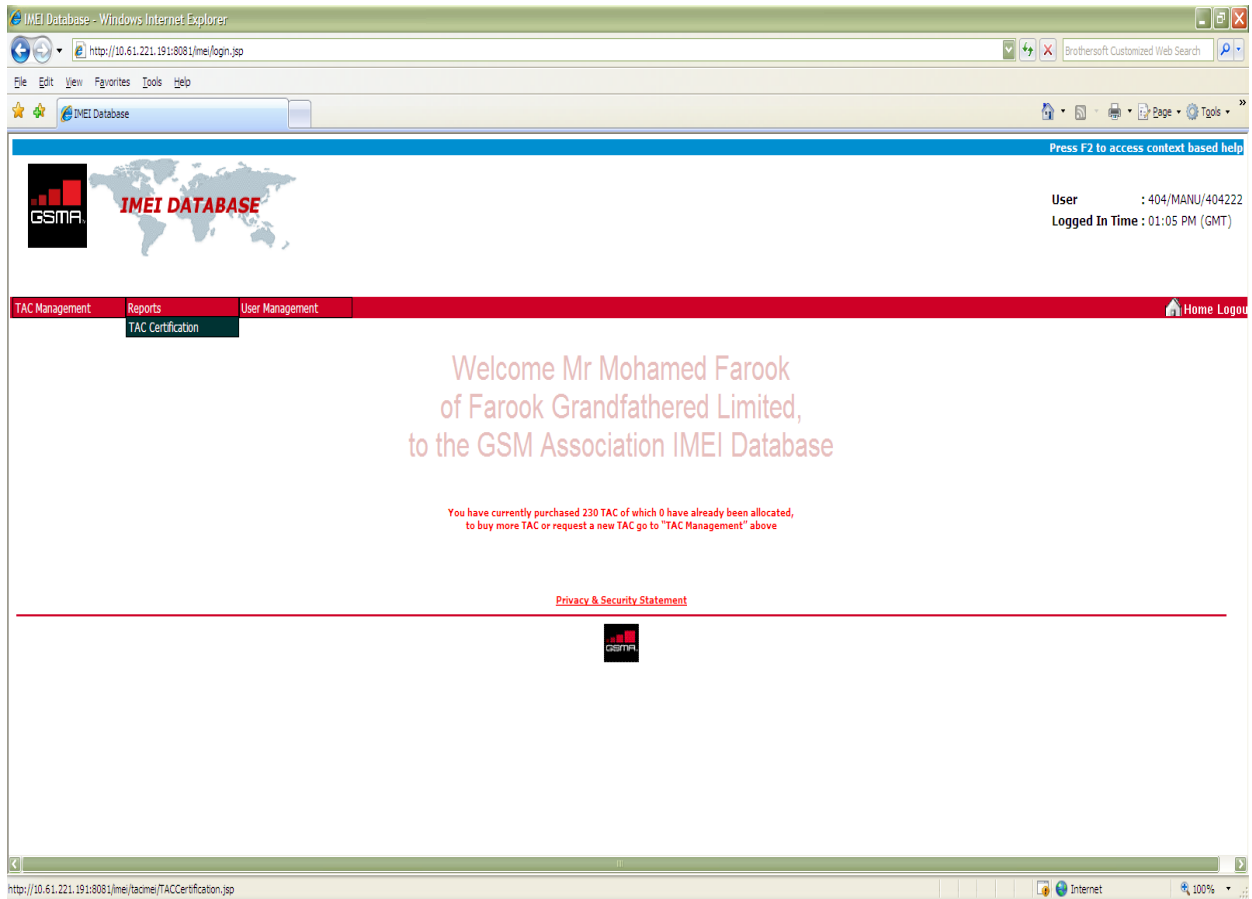 IMEI Database - Windows Internet Explorer
http://10.61.221.191:8081/imei/login.jsp
Brothersoft Customized Web Search
File Edit View Favorites Tools Help
IMEI Database
Page Tools »
Press F2 to access context based help
GSMA
IMEI DATABASE
User : 404/MANU/404222
Logged In Time : 01:05 PM (GMT)
TAC Management Reports User Management Home Logou
TAC Certification
Welcome Mr Mohamed Farook
of Farook Grandfathered Limited,
to the GSM Association IMEI Database
You have currently purchased 230 TAC of which 0 have already been allocated,
to buy more TAC or request a new TAC go to "TAC Management" above
Privacy & Security Statement
GSMA
http://10.61.221.191:8081/imei/tacimei/TACCertification.jsp
Internet 100%